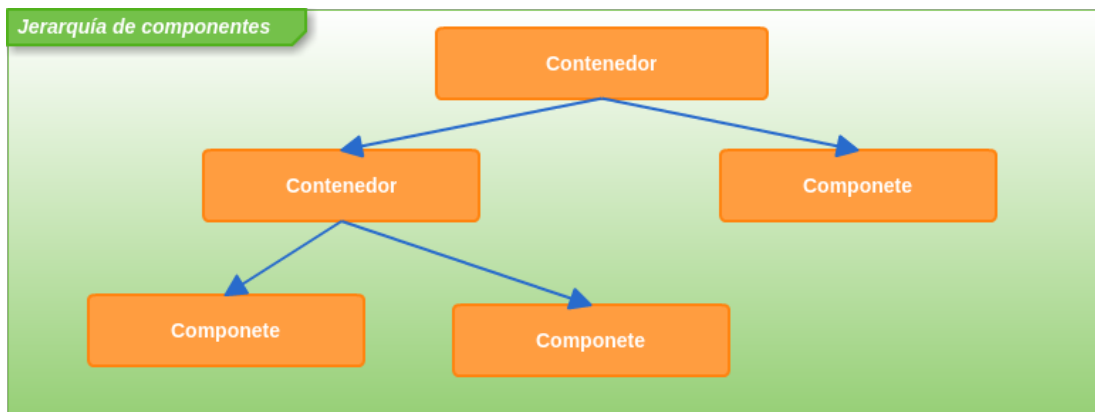 Jerarquía de componentes
Contenedor
Contenedor
Componete
Componete
Componete